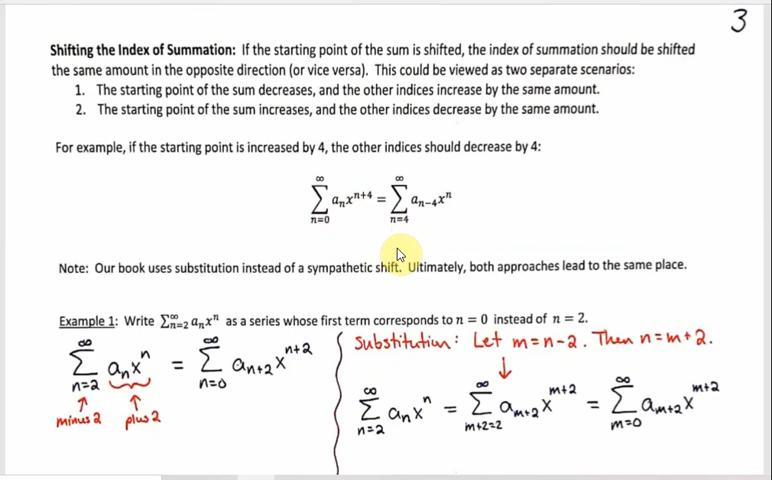 3
Shifting the Index of Summation: If the starting point of the sum is shifted, the index of summation should be shifted
the same amount in the opposite direction (or vice versa). This could be viewed as two separate scenarios:
1. The starting point of the sum decreases, and the other indices increase by the same amount.
2. The starting point of the sum increases, and the other indices decrease by the same amount.
For example, if the starting point is increased by 4, the other indices should decrease by 4:
∑_{n=0}^{∞} aₙxⁿ⁺⁴ = ∑_{n=4}^{∞} aₙ₋₄xⁿ
Note: Our book uses substitution instead of a sympathetic shift. Ultimately, both approaches lead to the same place.
Example 1: Write ∑_{n=2}^{∞} aₙxⁿ as a series whose first term corresponds to n = 0 instead of n = 2.
∑_{n=2}^{∞} aₙxⁿ = ∑_{n=0}^{∞} aₙ₊₂xⁿ⁺²
↑ ↑
minus 2 plus 2
Substitution: Let m = n-2. Then n = m+2.
↓
∑_{n=2}^{∞} aₙxⁿ = ∑_{m+2=2}^{∞} aₘ₊₂x^{m+2} = ∑_{m=0}^{∞} aₘ₊₂x^{m+2}